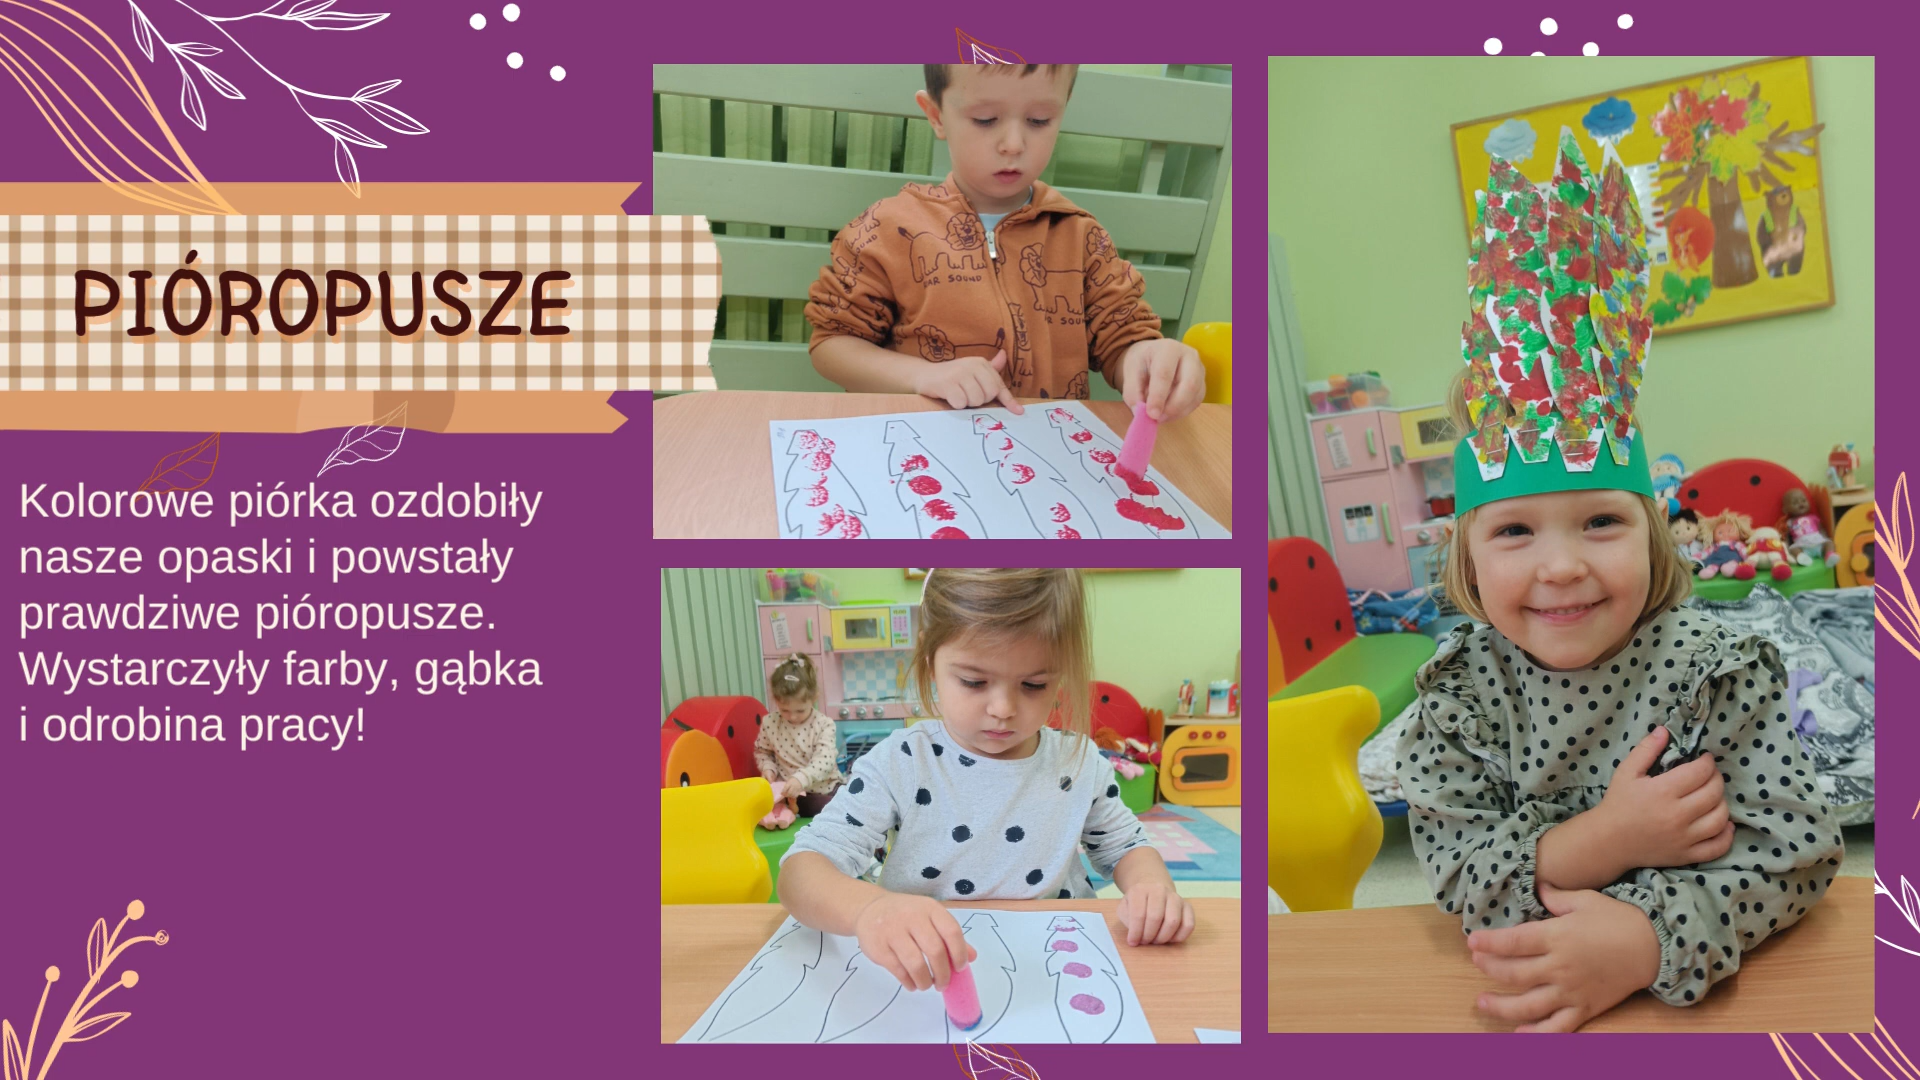 PIÓROPUSZE
Kolorowe piórka ozdobiły
nasze opaski i powstały
prawdziwe pióropusze.
Wystarczyły farby, gąbka
i odrobina pracy!